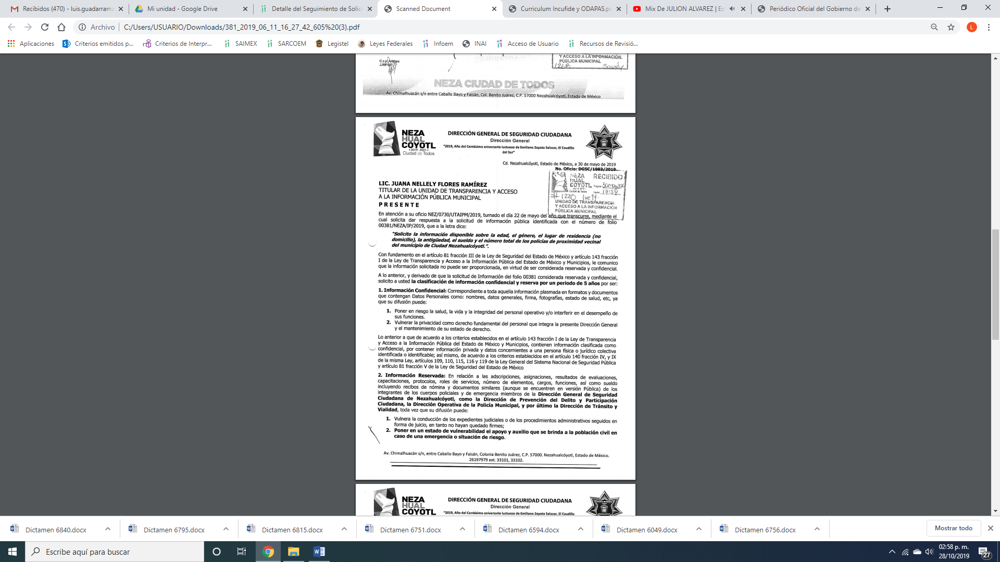 Recibidos (470) - luis.guadarrama
Mi unidad - Google Drive
Detalle del Seguimiento de Solici
Scanned Document
Curriculum Incufide y ODAPAS.pd
Mix De JULION ALVAREZ | Es
Periódico Oficial del Gobierno de
Archivo
C:/Users/USUARIO/Downloads/381_2019_06_11_16_27_42_605%20(3).pdf
L
Aplicaciones
Criterios emitidos p...
Criterios de Interpr...
SAIMEX
SARCOEM
Legistel
Leyes Federales
Infoem
INAI
Acceso de Usuario
Recursos de Revisió...
Y ACCESO A LA INFORMACIÓN
PÚBLICA MUNICIPAL
1268 Sandy
C.c.p. Archivo
NEZA CIUDAD DE TODOS
Av. Chimalhuacán s/n entre Caballo Bayo y Faisán, Col. Benito Juárez, C.P. 57000 Nezahualcóyotl, Estado de México
NEZA
HUAL
COYOTL
•2019-2021•
Ciudad de Todos
DIRECCIÓN GENERAL DE SEGURIDAD CIUDADANA
Dirección General
"2019, Año del Centésimo aniversario luctuoso de Emiliano Zapata Salazar, El Caudillo
del Sur"
Cd. Nezahualcóyotl, Estado de México, a 30 de mayo de 2019
No. Oficio: DGSC/1083/2019
NEZA
HUAL
COYOTL
Ciudad de Todos
RECIBIDO
Fecha 30 May 2019
Hora 17:58
# 1220 Ivett.
UNIDAD DE TRANSPARENCIA
Y ACCESO A LA INFORMACIÓN
PÚBLICA MUNICIPAL
LIC. JUANA NELLELY FLORES RAMÍREZ
TITULAR DE LA UNIDAD DE TRANSPARENCIA Y ACCESO
A LA INFORMACIÓN PÚBLICA MUNICIPAL
P R E S E N T E
En atención a su oficio NEZ/0730/UTAIPM/2019, turnado el día 22 de mayo del año que transcurre, mediante el
cual solicita dar respuesta a la solicitud de información pública identificada con el número de folio
00381/NEZA/IP/2019, que a la letra dice:
"Solicito la información disponible sobre la edad, el género, el lugar de residencia (no
domicilio), la antigüedad, el sueldo y el número total de los policías de proximidad vecinal
del municipio de Ciudad Nezahualcóyotl.".
Con fundamento en el artículo 81 fracción III de la Ley de Seguridad del Estado de México y artículo 143 fracción
I de la Ley de Transparencia y Acceso a la Información Pública del Estado de México y Municipios, le comunico
que la información solicitada no puede ser proporcionada, en virtud de ser considerada reservada y confidencial.
A lo anterior, y derivado de que la solicitud de Información del folio 00381 considerada reservada y confidencial,
solicito a usted la clasificación de información confidencial y reserva por un periodo de 5 años por ser:
1. Información Confidencial: Correspondiente a toda aquella información plasmada en formatos y documentos
que contengan Datos Personales como: nombres, datos generales, firma, fotografías, estado de salud, etc, ya
que su difusión puede:
1. Poner en riesgo la salud, la vida y la integridad del personal operativo y/o interferir en el desempeño de
sus funciones.
2. Vulnerar la privacidad como derecho fundamental del personal que integra la presente Dirección General
y el mantenimiento de su estado de derecho.
Lo anterior a que de acuerdo a los criterios establecidos en el artículo 143 fracción I de la Ley de Transparencia
y Acceso a la Información Pública del Estado de México y Municipios, contienen información clasificada como
confidencial, por contener información privada y datos concernientes a una persona física o jurídico colectiva
identificada o identificable; así mismo, de acuerdo a los criterios establecidos en el artículo 140 fracción IV, y IX
de la misma Ley, artículos 109, 110, 115, 116 y 119 de la Ley General del Sistema Nacional de Seguridad Pública
y artículo 81 fracción V de la Ley de Seguridad del Estado de México
2. Información Reservada: En relación a las adscripciones, asignaciones, resultados de evaluaciones,
capacitaciones, protocolos, roles de servicios, número de elementos, cargos, funciones, así como sueldo
incluyendo recibos de nómina y documentos similares (aunque se encuentren en versión Pública) de los
integrantes de los cuerpos policiales y de emergencia miembros de la Dirección General de Seguridad
Ciudadana de Nezahualcóyotl, como la Dirección de Prevención del Delito y Participación
Ciudadana, la Dirección Operativa de la Policía Municipal, y por último la Dirección de Tránsito y
Vialidad, toda vez que su difusión puede:
1. Vulnera la conducción de los expedientes judiciales o de los procedimientos administrativos seguidos en
forma de juicio, en tanto no hayan quedado firmes;
2. Poner en un estado de vulnerabilidad el apoyo y auxilio que se brinda a la población civil en
caso de una emergencia o situación de riesgo.
Av. Chimalhuacán s/n, entre Caballo Bayo y Faisán, Colonia Benito Juárez, C.P. 57000. Nezahualcóyotl, Estado de México.
26197979 ext. 33101, 33102.
NEZA
HUAL
COYOTL
DIRECCIÓN GENERAL DE SEGURIDAD CIUDADANA
Dirección General
"2019, Año del Centésimo aniversario luctuoso de Emiliano Zapata Salazar, El Caudillo
Dictamen 6840.docx
Dictamen 6795.docx
Dictamen 6815.docx
Dictamen 6751.docx
Dictamen 6594.docx
Dictamen 6049.docx
Dictamen 6756.docx
Mostrar todo
Escribe aquí para buscar
02:58 p. m.
28/10/2019
27